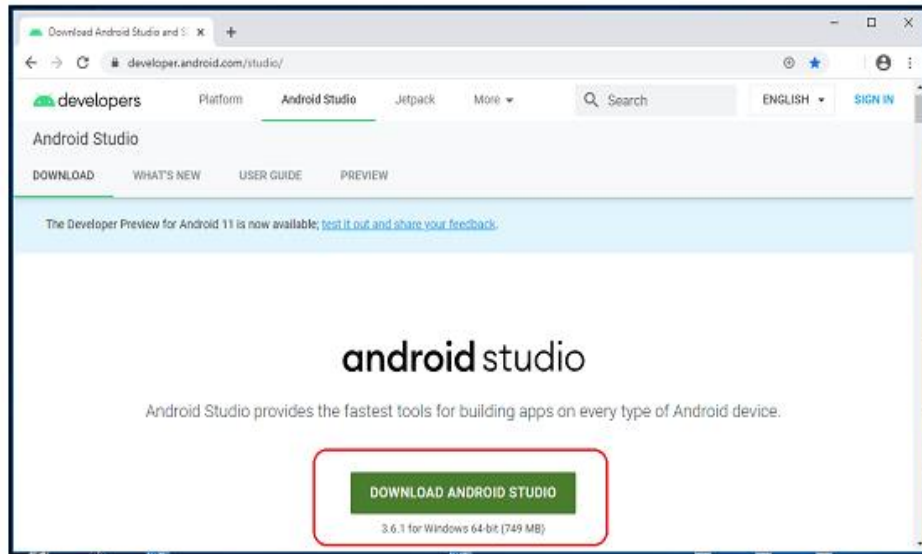 Download Android Studio and S
developer.android.com/studio/
developers Platform Android Studio Jetpack More Search ENGLISH SIGN IN
Android Studio
DOWNLOAD WHAT'S NEW USER GUIDE PREVIEW
The Developer Preview for Android 11 is now available; test it out and share your feedback.
android studio
Android Studio provides the fastest tools for building apps on every type of Android device.
DOWNLOAD ANDROID STUDIO
3.6.1 for Windows 64-bit (749 MB)